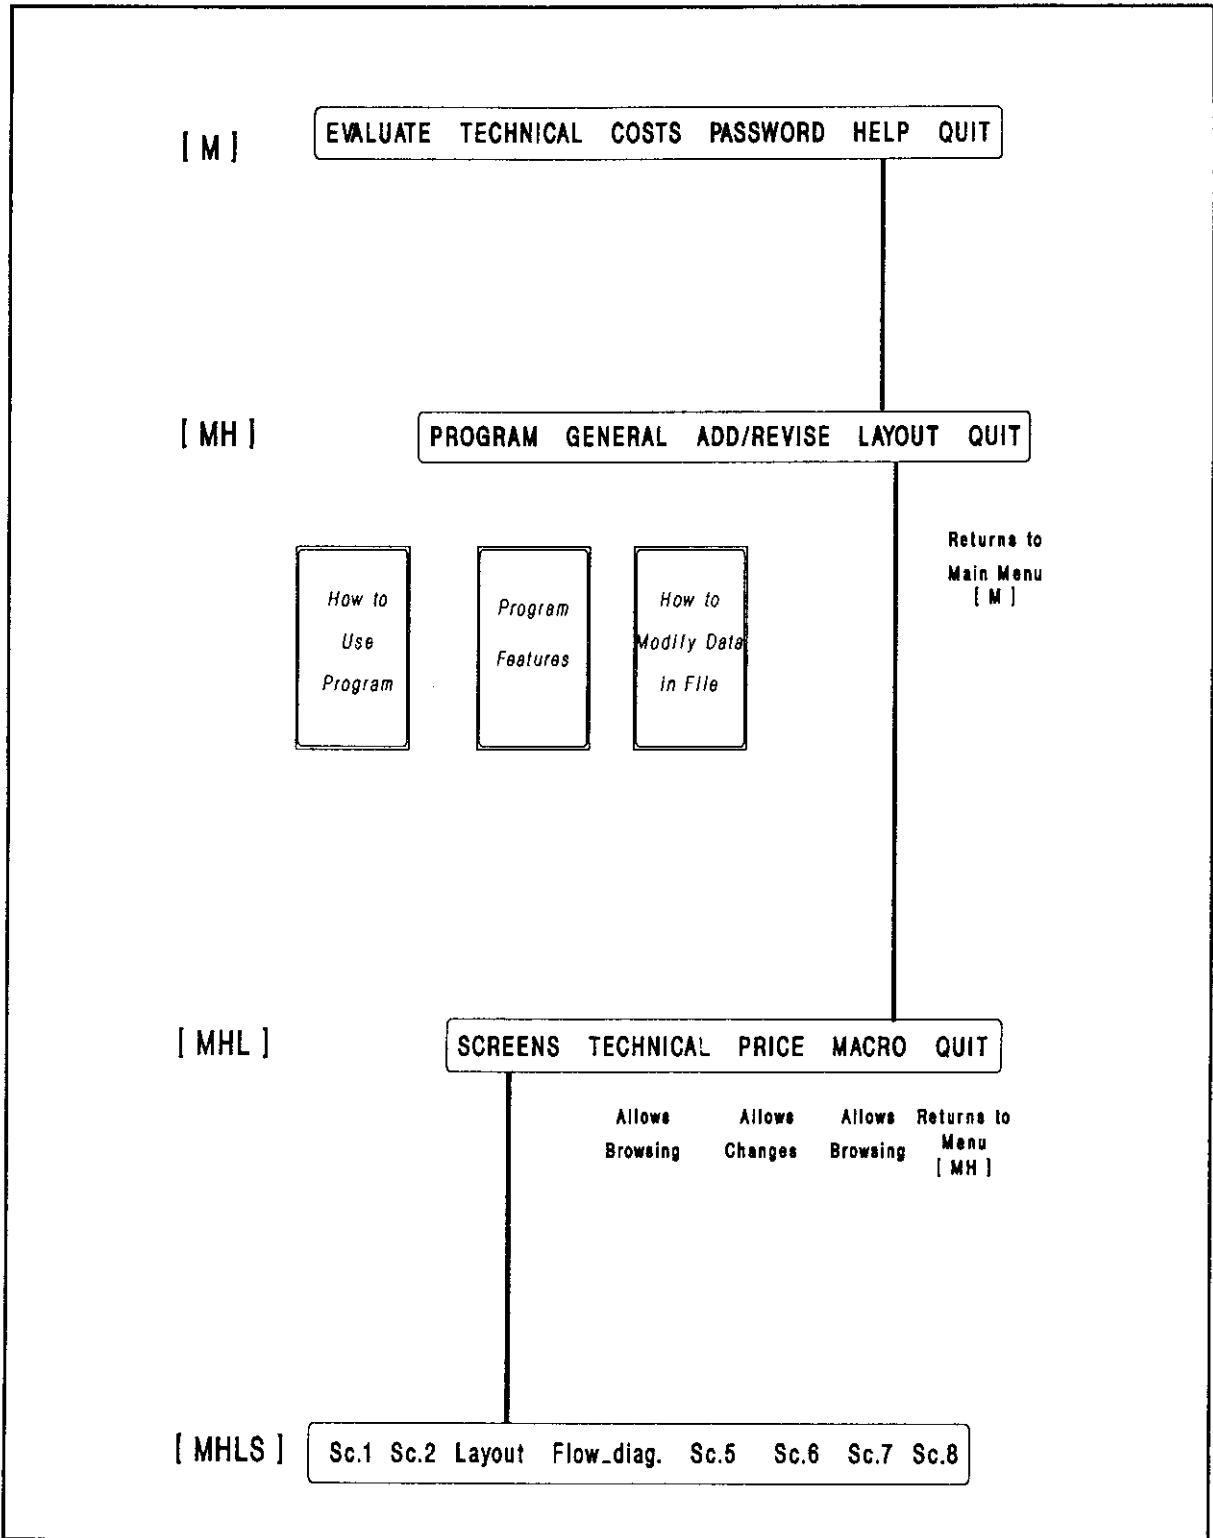 [ M ] EVALUATE TECHNICAL COSTS PASSWORD HELP QUIT
[ MH ] PROGRAM GENERAL ADD/REVISE LAYOUT QUIT
Returns to
Main Menu
[ M ]
How to
Use
Program
Program
Features
How to
Modify Data
in File
[ MHL ] SCREENS TECHNICAL PRICE MACRO QUIT
Allows
Browsing
Allows
Changes
Allows
Browsing
Returns to
Menu
[ MH ]
[ MHLS ] Sc.1 Sc.2 Layout Flow_diag. Sc.5 Sc.6 Sc.7 Sc.8